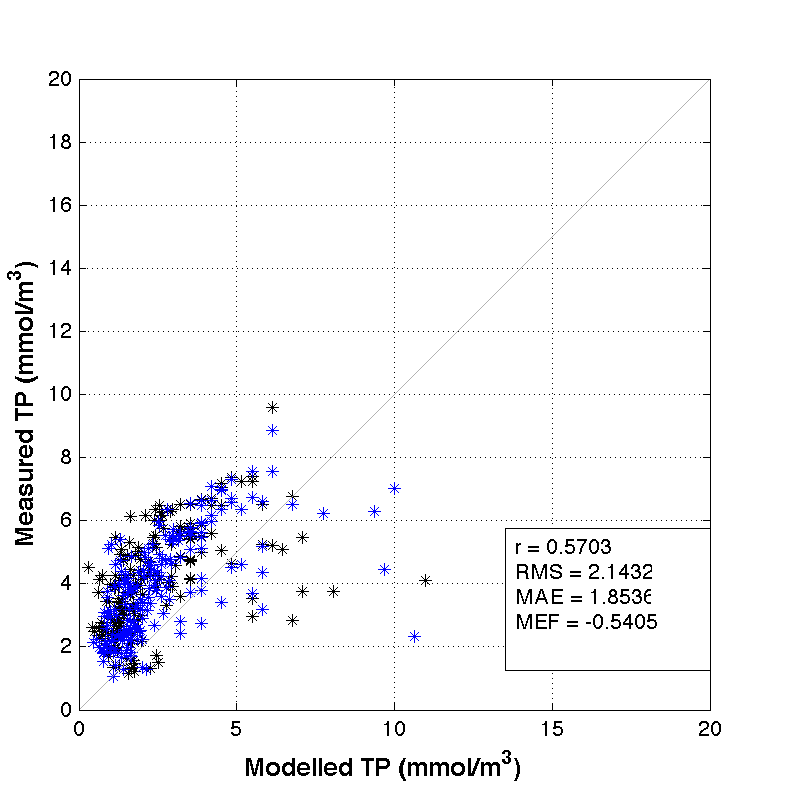 20
18
16
14
12
10
8
6
4
2
0
Measured TP (mmol/m³)
r = 0.5703
RMS = 2.1432
MAE = 1.8536
MEF = -0.5405
0 5 10 15 20
Modelled TP (mmol/m³)